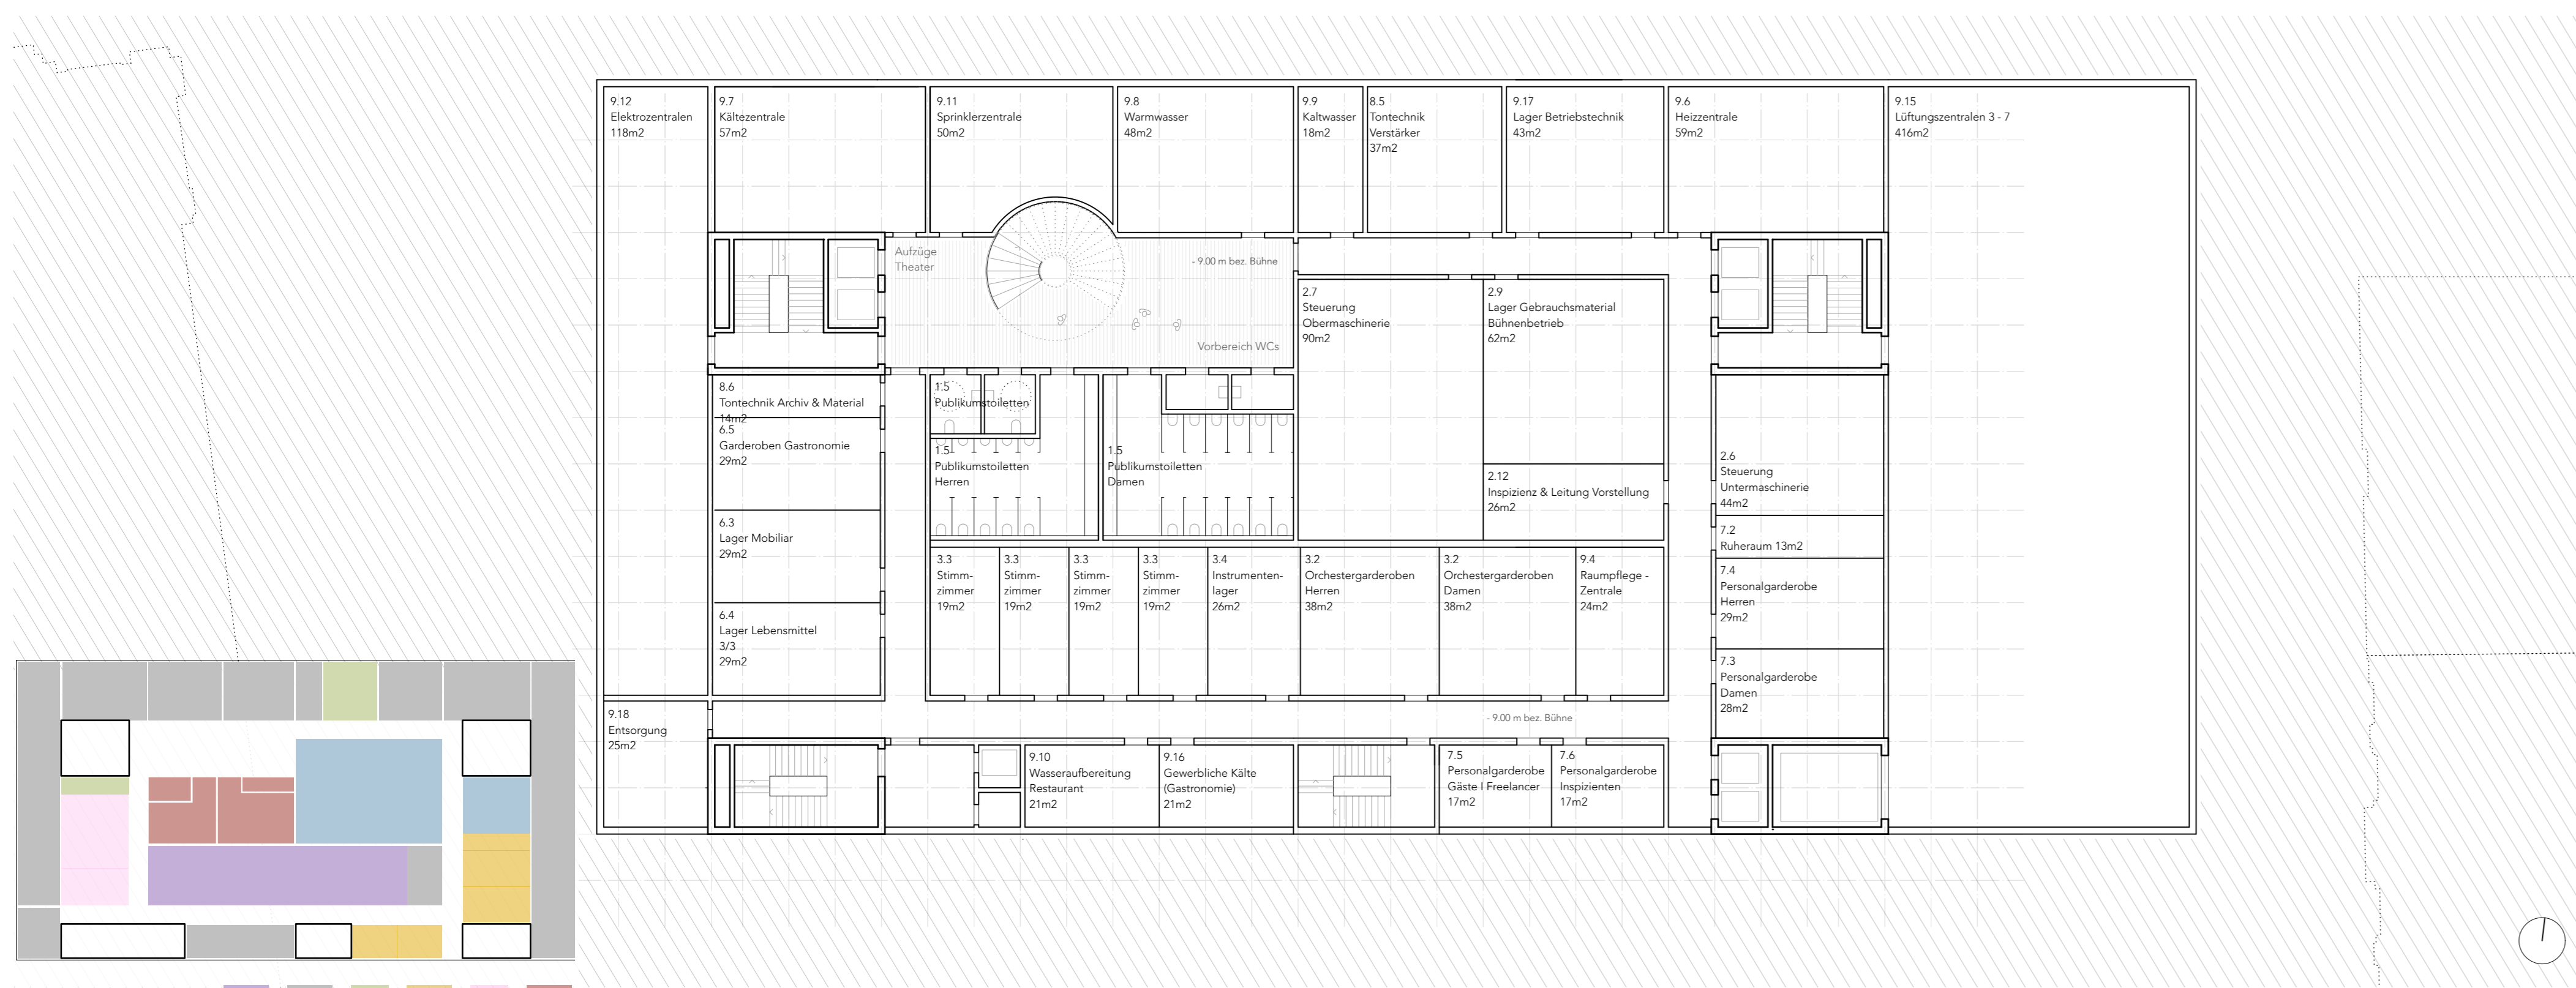 9.12
Elektrozentralen
118m2
9.7
Kältezentrale
57m2
9.11
Sprinklerzentrale
50m2
9.8
Warmwasser
48m2
9.9
Kaltwasser
18m2
8.5
Tontechnik
Verstärker
37m2
9.17
Lager Betriebstechnik
43m2
9.6
Heizzentrale
59m2
9.15
Lüftungszentralen 3 - 7
416m2
Aufzüge
Theater
- 9.00 m bez. Bühne
Vorbereich WCs
2.7
Steuerung
Obermaschinerie
90m2
2.9
Lager Gebrauchsmaterial
Bühnenbetrieb
62m2
8.6
Tontechnik Archiv & Material
14m2
6.5
Garderoben Gastronomie
29m2
1.5
Publikumstoiletten
1.5
Publikumstoiletten
Herren
1.5
Publikumstoiletten
Damen
2.12
Inspizienz & Leitung Vorstellung
26m2
2.6
Steuerung
Untermaschinerie
44m2
6.3
Lager Mobiliar
29m2
7.2
Ruheraum 13m2
3.3
Stimm-
zimmer
19m2
3.3
Stimm-
zimmer
19m2
3.3
Stimm-
zimmer
19m2
3.3
Stimm-
zimmer
19m2
3.4
Instrumenten-
lager
26m2
3.2
Orchestergarderoben
Herren
38m2
3.2
Orchestergarderoben
Damen
38m2
9.4
Raumpflege -
Zentrale
24m2
7.4
Personalgarderobe
Herren
29m2
6.4
Lager Lebensmittel
3/3
29m2
7.3
Personalgarderobe
Damen
28m2
9.18
Entsorgung
25m2
- 9.00 m bez. Bühne
9.10
Wasseraufbereitung
Restaurant
21m2
9.16
Gewerbliche Kälte
(Gastronomie)
21m2
7.5
Personalgarderobe
Gäste I Freelancer
17m2
7.6
Personalgarderobe
Inspizienten
17m2